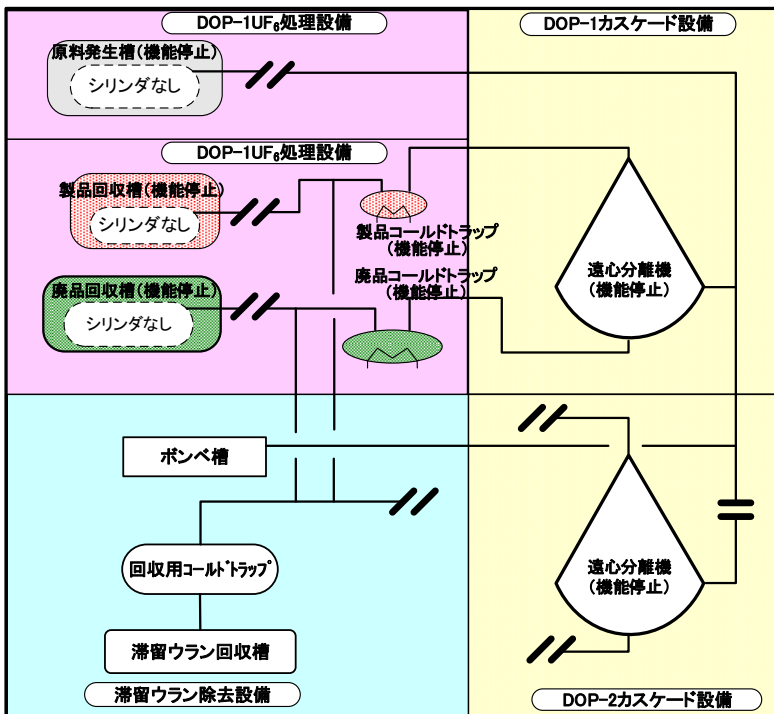 DOP-1UF₆処理設備
DOP-1カスケード設備
原料発生槽(機能停止)
シリンダなし
DOP-1UF₆処理設備
製品回収槽(機能停止)
シリンダなし
製品コールドトラップ
(機能停止)
廃品コールドトラップ
(機能停止)
遠心分離機
(機能停止)
廃品回収槽(機能停止)
シリンダなし
ボンベ槽
回収用コールドトラップ
遠心分離機
(機能停止)
滞留ウラン回収槽
滞留ウラン除去設備
DOP-2カスケード設備